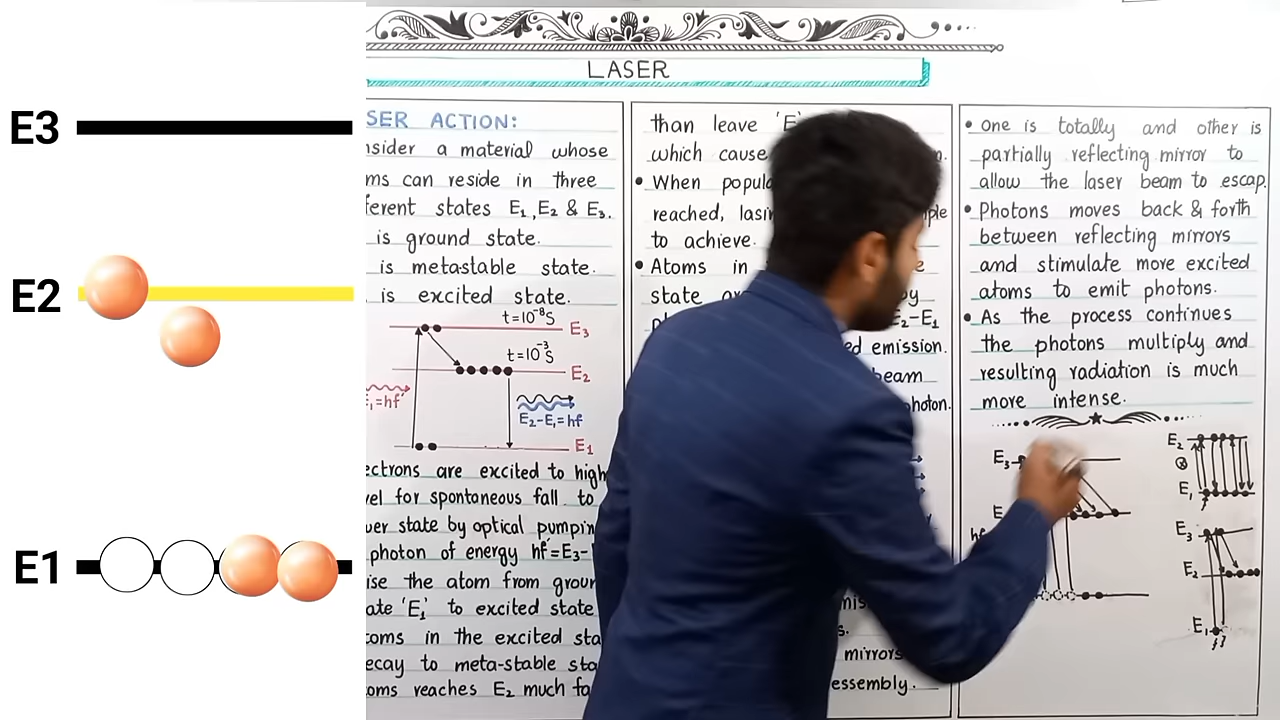 E3
E2
E1
LASER
SER ACTION:
nsider a material whose
ms can reside in three
ferent states E₁, E₂ & E₃.
is ground state.
is metastable state.
is excited state.
t=10⁻⁸S
E₃
t=10⁻³S
E₂
E₁=hf
E₂-E₁=hf
E₁
ectrons are excited to high
vel for spontaneous fall to
wer state by optical pumpin
photon of energy hf=E₃-
ise the atom from groun
ate 'E₁' to excited state
toms in the excited sta
ecay to meta-stable sta
oms reaches E₂ much fa
than leave 'E
which cause
When popula
reached, lasin
to achieve.
Atoms in
state
E₂-E₁
ed emission.
beam
photon.
mirrors
essembly.
• One is totally and other is
partially reflecting mirror to
allow the laser beam to escap.
• Photons moves back & forth
between reflecting mirrors
and stimulate more excited
atoms to emit photons.
• As the process continues
the photons multiply and
resulting radiation is much
more intense.
E₃
E
hf
E₂
E₁
E₃
E₂
E₁